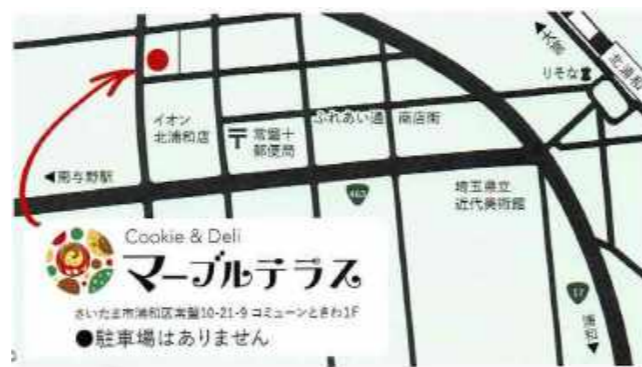 大宮
北浦和
りそな
イオン
北浦和店
常盤十
郵便局
ふれあい通 商店街
南与野駅
463
埼玉県立
近代美術館
17
浦和
Cookie & Deli
マーブルテラス
さいたま市浦和区常盤10-21-9 コミューンときわ1F
●駐車場はありません